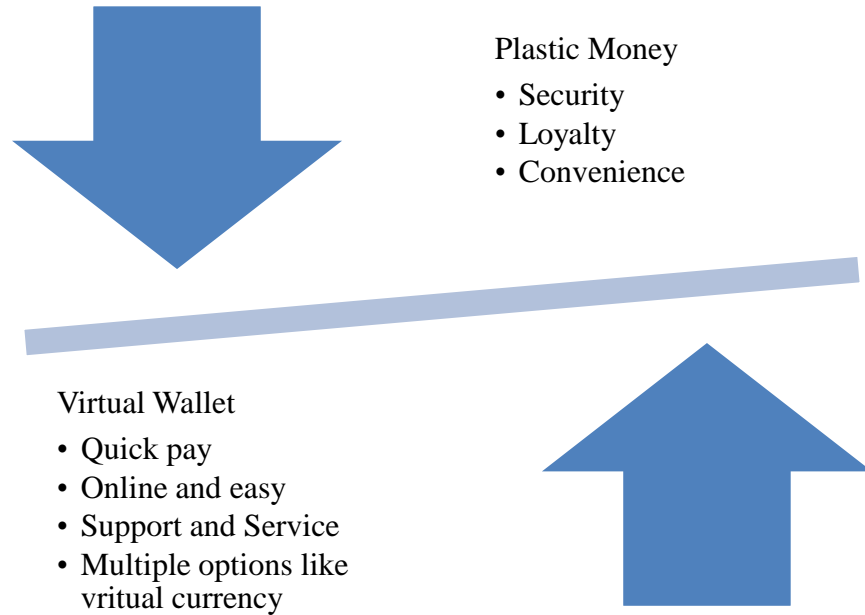 Plastic Money
• Security
• Loyalty
• Convenience
Virtual Wallet
• Quick pay
• Online and easy
• Support and Service
• Multiple options like
vritual currency